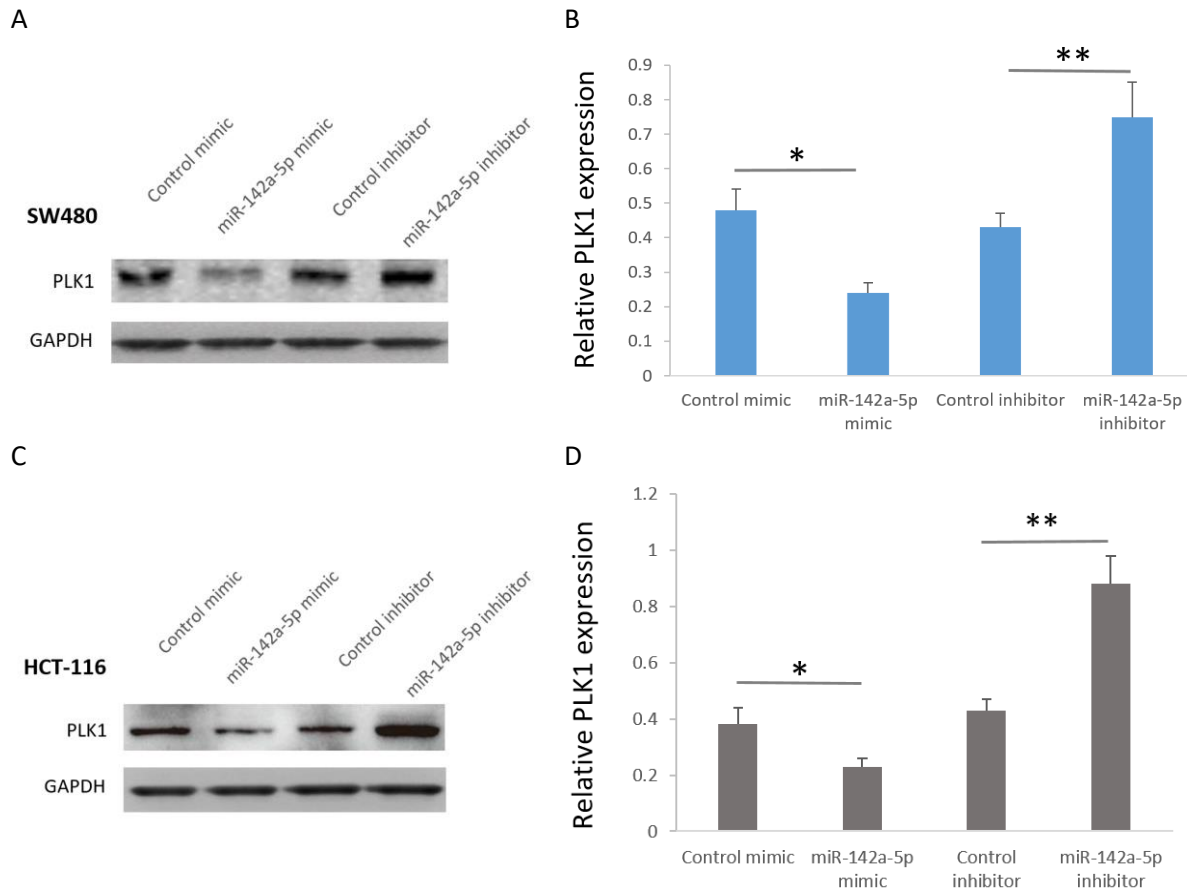 A
Control mimic
miR-142a-5p mimic
Control inhibitor
miR-142a-5p inhibitor
SW480
PLK1
GAPDH
B
Relative PLK1 expression
0.9
0.8
0.7
0.6
0.5
0.4
0.3
0.2
0.1
0
*
**
Control mimic
miR-142a-5p
mimic
Control inhibitor
miR-142a-5p
inhibitor
C
Control mimic
miR-142a-5p mimic
Control inhibitor
miR-142a-5p inhibitor
HCT-116
PLK1
GAPDH
D
Relative PLK1 expression
1.2
1
0.8
0.6
0.4
0.2
0
*
**
Control mimic
miR-142a-5p
mimic
Control
inhibitor
miR-142a-5p
inhibitor